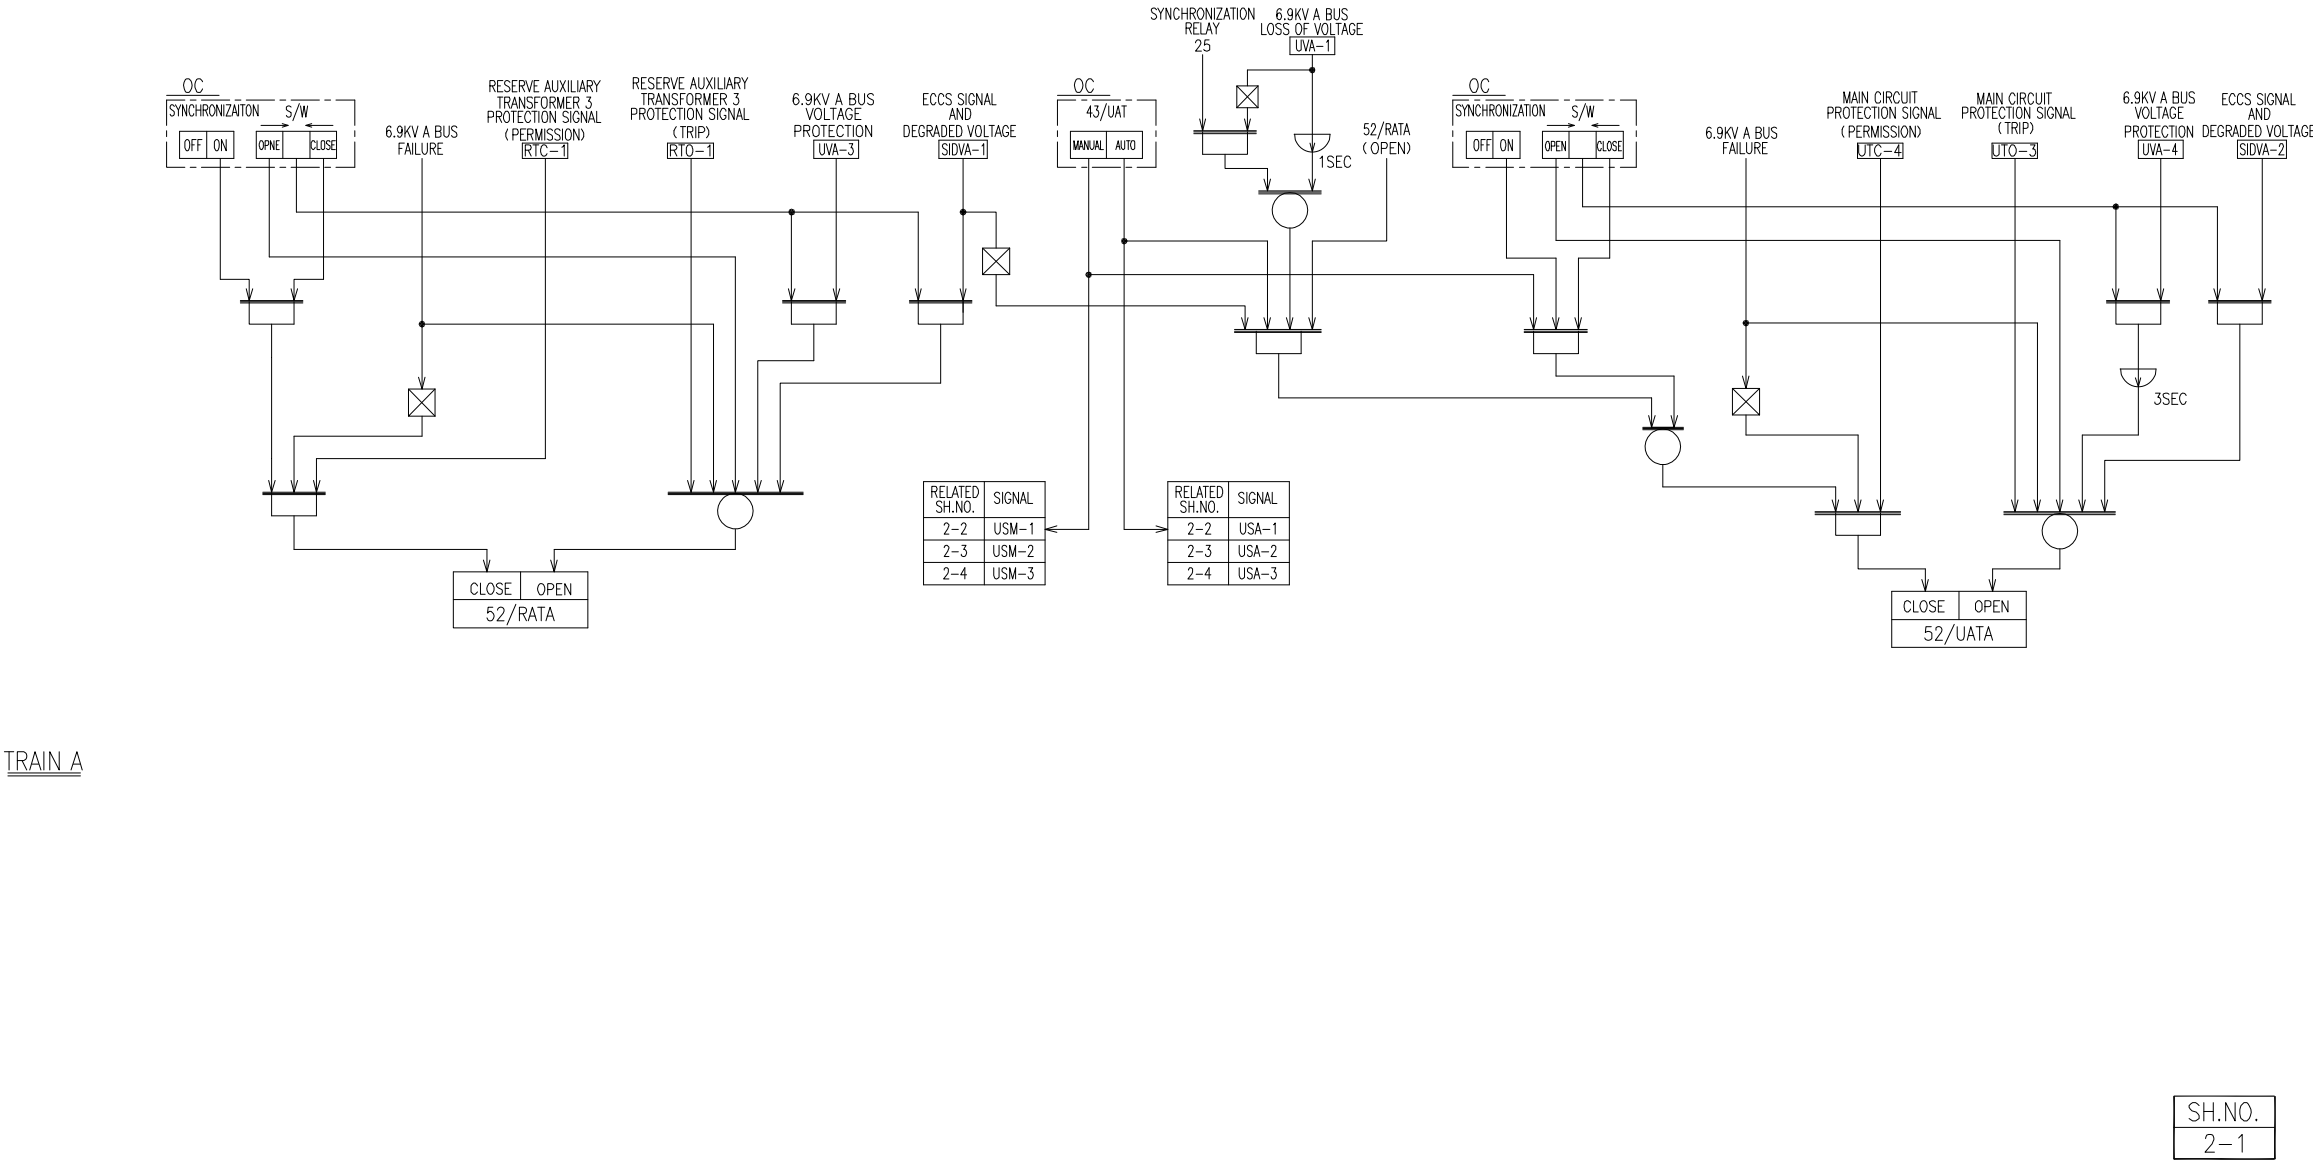 SYNCHRONIZATION
RELAY
25
6.9KV A BUS
LOSS OF VOLTAGE
UVA-1
OC
SYNCHRONIZAITON
S/W
OFF ON
OPNE CLOSE
6.9KV A BUS
FAILURE
RESERVE AUXILIARY
TRANSFORMER 3
PROTECTION SIGNAL
(PERMISSION)
RTC-1
RESERVE AUXILIARY
TRANSFORMER 3
PROTECTION SIGNAL
(TRIP)
RTO-1
6.9KV A BUS
VOLTAGE
PROTECTION
UVA-3
ECCS SIGNAL
AND
DEGRADED VOLTAGE
SIDVA-1
OC
43/UAT
MANUAL AUTO
1SEC
52/RATA
(OPEN)
OC
SYNCHRONIZATION
S/W
OFF ON
OPEN CLOSE
6.9KV A BUS
FAILURE
MAIN CIRCUIT
PROTECTION SIGNAL
(PERMISSION)
UTC-4
MAIN CIRCUIT
PROTECTION SIGNAL
(TRIP)
UTO-3
6.9KV A BUS
VOLTAGE
PROTECTION
UVA-4
ECCS SIGNAL
AND
DEGRADED VOLTAGE
SIDVA-2
3SEC
RELATED
SH.NO.
SIGNAL
2-2 USM-1
2-3 USM-2
2-4 USM-3
RELATED
SH.NO.
SIGNAL
2-2 USA-1
2-3 USA-2
2-4 USA-3
CLOSE OPEN
52/RATA
CLOSE OPEN
52/UATA
TRAIN A
SH.NO.
2-1